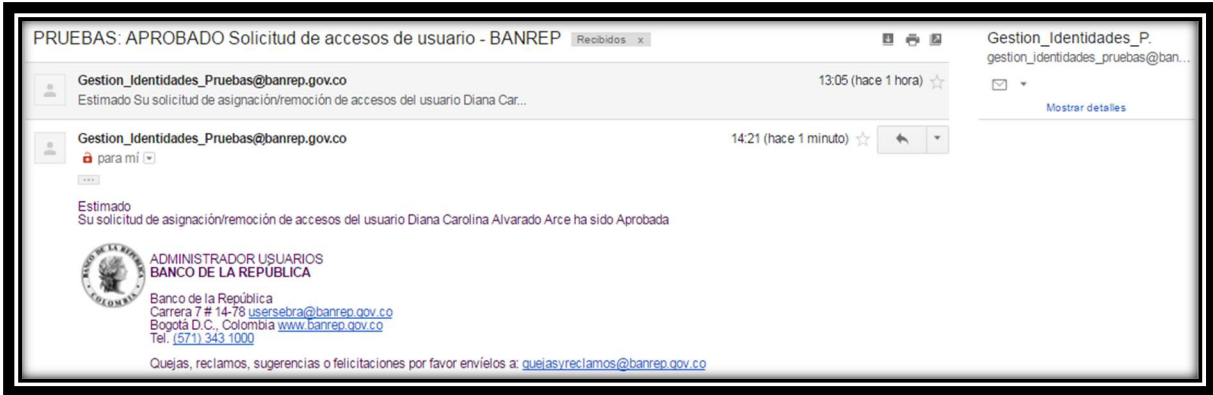 PRUEBAS: APROBADO Solicitud de accesos de usuario - BANREP Recibidos x
Gestion_Identidades_Pruebas@banrep.gov.co 13:05 (hace 1 hora)
Estimado Su solicitud de asignación/remoción de accesos del usuario Diana Car...
Gestion_Identidades_Pruebas@banrep.gov.co 14:21 (hace 1 minuto)
para mí
...
Estimado
Su solicitud de asignación/remoción de accesos del usuario Diana Carolina Alvarado Arce ha sido Aprobada
BANCO DE LA REPUBLICA
COLOMBIA
ADMINISTRADOR USUARIOS
BANCO DE LA REPÚBLICA
Banco de la República
Carrera 7 # 14-78 usersebra@banrep.gov.co
Bogotá D.C., Colombia www.banrep.gov.co
Tel. (571) 343 1000
Quejas, reclamos, sugerencias o felicitaciones por favor envíelos a: quejasyreclamos@banrep.gov.co
Gestion_Identidades_P.
gestion_identidades_pruebas@ban...
Mostrar detalles